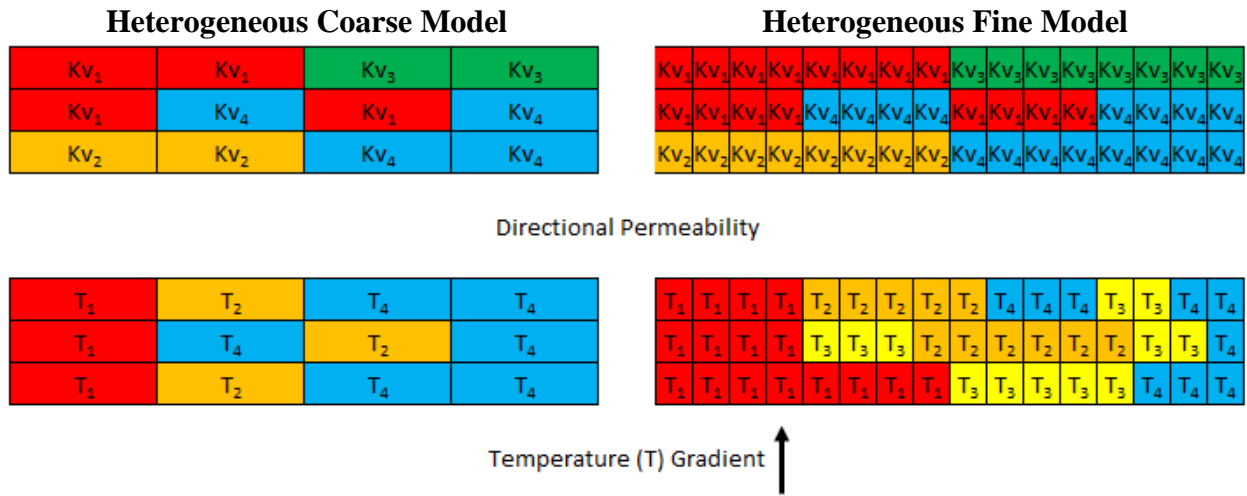 Heterogeneous Coarse Model
Heterogeneous Fine Model
Kv₁ Kv₁ Kv₃ Kv₃
Kv₁ Kv₄ Kv₁ Kv₄
Kv₂ Kv₂ Kv₄ Kv₄
Kv₁ Kv₁ Kv₁ Kv₁ Kv₁ Kv₁ Kv₁ Kv₁ Kv₃ Kv₃ Kv₃ Kv₃ Kv₃ Kv₃ Kv₃ Kv₃
Kv₁ Kv₁ Kv₁ Kv₁ Kv₄ Kv₄ Kv₄ Kv₄ Kv₁ Kv₁ Kv₁ Kv₁ Kv₄ Kv₄ Kv₄ Kv₄
Kv₂ Kv₂ Kv₂ Kv₂ Kv₂ Kv₂ Kv₂ Kv₂ Kv₄ Kv₄ Kv₄ Kv₄ Kv₄ Kv₄ Kv₄ Kv₄
Directional Permeability
T₁ T₂ T₄ T₄
T₁ T₄ T₂ T₄
T₁ T₂ T₄ T₄
T₁ T₁ T₁ T₁ T₂ T₂ T₂ T₂ T₂ T₄ T₄ T₄ T₃ T₃ T₄ T₄
T₁ T₁ T₁ T₁ T₃ T₃ T₃ T₂ T₂ T₂ T₂ T₂ T₂ T₃ T₃ T₄
T₁ T₁ T₁ T₁ T₁ T₁ T₁ T₁ T₃ T₃ T₃ T₃ T₃ T₄ T₄ T₄
Temperature (T) Gradient